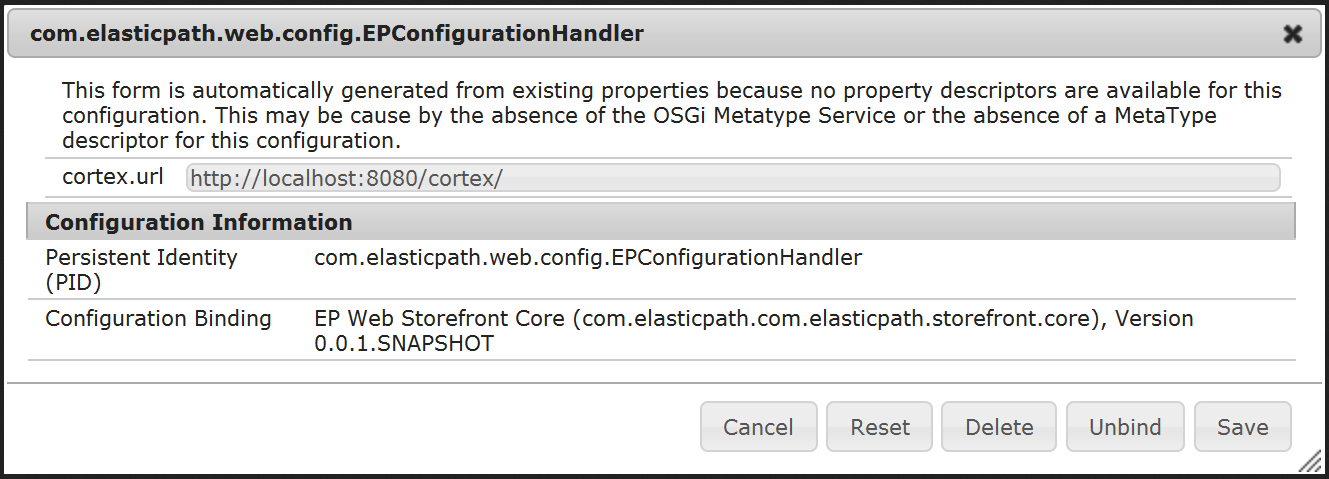 com.elasticpath.web.config.EPConfigurationHandler
This form is automatically generated from existing properties because no property descriptors are available for this
configuration. This may be cause by the absence of the OSGi Metatype Service or the absence of a MetaType
descriptor for this configuration.
cortex.url http://localhost:8080/cortex/
Configuration Information
Persistent Identity com.elasticpath.web.config.EPConfigurationHandler
(PID)
Configuration Binding EP Web Storefront Core (com.elasticpath.com.elasticpath.storefront.core), Version
0.0.1.SNAPSHOT
Cancel Reset Delete Unbind Save